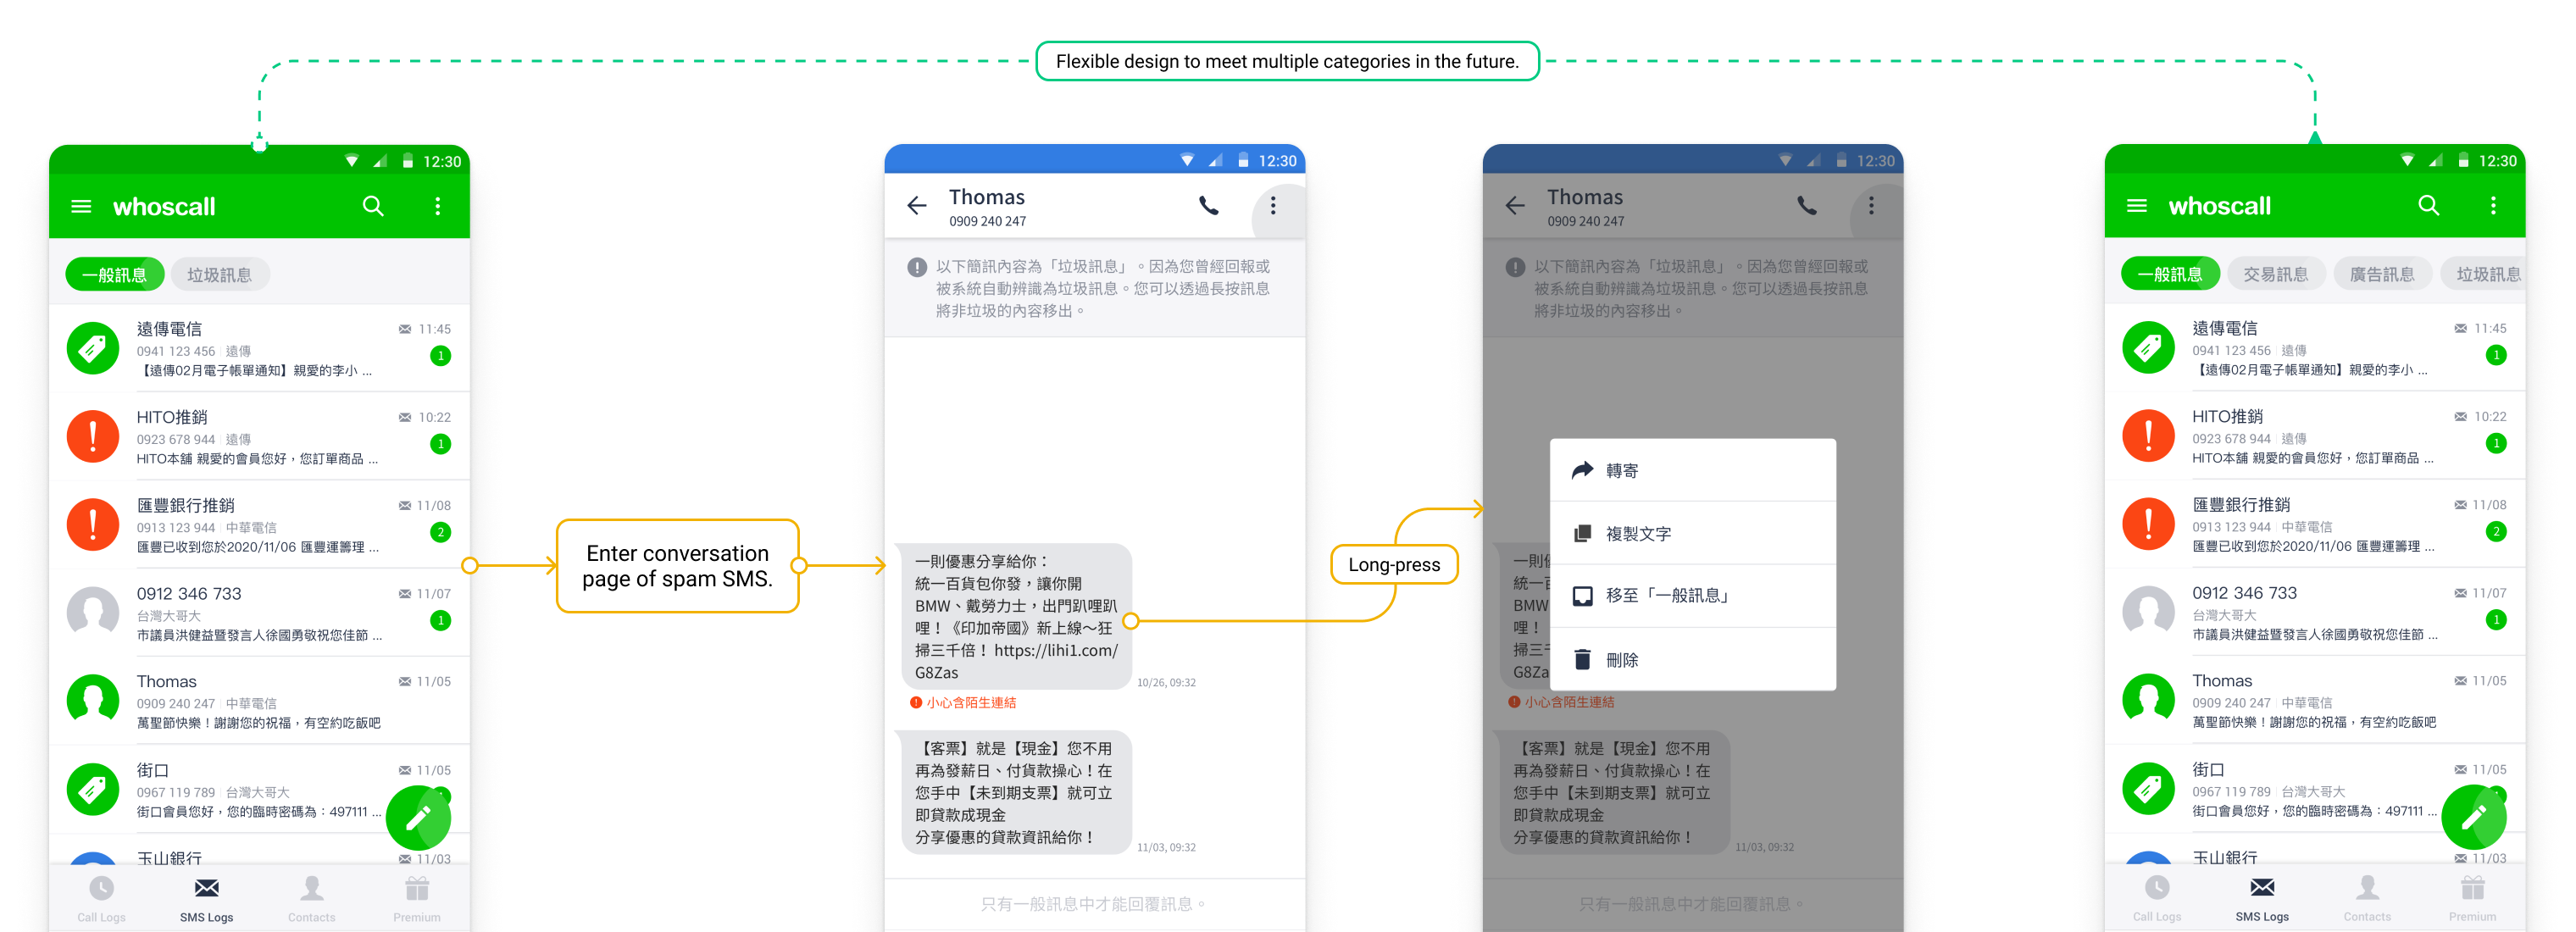 Flexible design to meet multiple categories in the future.
12:30
whoscall
一般訊息
垃圾訊息
遠傳電信
11:45
0941 123 456 遠傳
1
【遠傳02月電子帳單通知】親愛的李小 ...
HITO推銷
10:22
0923 678 944 遠傳
1
HITO本舖 親愛的會員您好，您訂單商品 ...
匯豐銀行推銷
11/08
0913 123 944 中華電信
2
匯豐已收到您於2020/11/06 匯豐運籌理 ...
0912 346 733
11/07
台灣大哥大
1
市議員洪健益暨發言人徐國勇敬祝您佳節 ...
Thomas
11/05
0909 240 247 中華電信
萬聖節快樂！謝謝您的祝福，有空約吃飯吧
街口
11/05
0967 119 789 台灣大哥大
街口會員您好，您的臨時密碼為：497111 ...
玉山銀行
11/03
Call Logs
SMS Logs
Contacts
Premium
Enter conversation
page of spam SMS.
12:30
Thomas
0909 240 247
以下簡訊內容為「垃圾訊息」。因為您曾經回報或
被系統自動辨識為垃圾訊息。您可以透過長按訊息
將非垃圾的內容移出。
一則優惠分享給你：
統一百貨包你發，讓你開
BMW、戴勞力士，出門趴哩趴
哩！《印加帝國》新上線～狂
掃三千倍！ https://lihi1.com/
G8Zas
10/26, 09:32
小心含陌生連結
【客票】就是【現金】您不用
再為發薪日、付貨款操心！在
您手中【未到期支票】就可立
即貸款成現金
分享優惠的貸款資訊給你！
11/03, 09:32
只有一般訊息中才能回覆訊息。
Long-press
12:30
Thomas
0909 240 247
以下簡訊內容為「垃圾訊息」。因為您曾經回報或
被系統自動辨識為垃圾訊息。您可以透過長按訊息
將非垃圾的內容移出。
轉寄
複製文字
移至「一般訊息」
刪除
一則
統一
BMW
哩！
掃三
G8Za
小心含陌生連結
【客票】就是【現金】您不用
再為發薪日、付貨款操心！在
您手中【未到期支票】就可立
即貸款成現金
分享優惠的貸款資訊給你！
11/03, 09:32
只有一般訊息中才能回覆訊息。
12:30
whoscall
一般訊息
交易訊息
廣告訊息
垃圾訊息
遠傳電信
11:45
0941 123 456 遠傳
1
【遠傳02月電子帳單通知】親愛的李小 ...
HITO推銷
10:22
0923 678 944 遠傳
1
HITO本舖 親愛的會員您好，您訂單商品 ...
匯豐銀行推銷
11/08
0913 123 944 中華電信
2
匯豐已收到您於2020/11/06 匯豐運籌理 ...
0912 346 733
11/07
台灣大哥大
1
市議員洪健益暨發言人徐國勇敬祝您佳節 ...
Thomas
11/05
0909 240 247 中華電信
萬聖節快樂！謝謝您的祝福，有空約吃飯吧
街口
11/05
0967 119 789 台灣大哥大
街口會員您好，您的臨時密碼為：497111 ...
玉山銀行
11/03
Call Logs
SMS Logs
Contacts
Premium